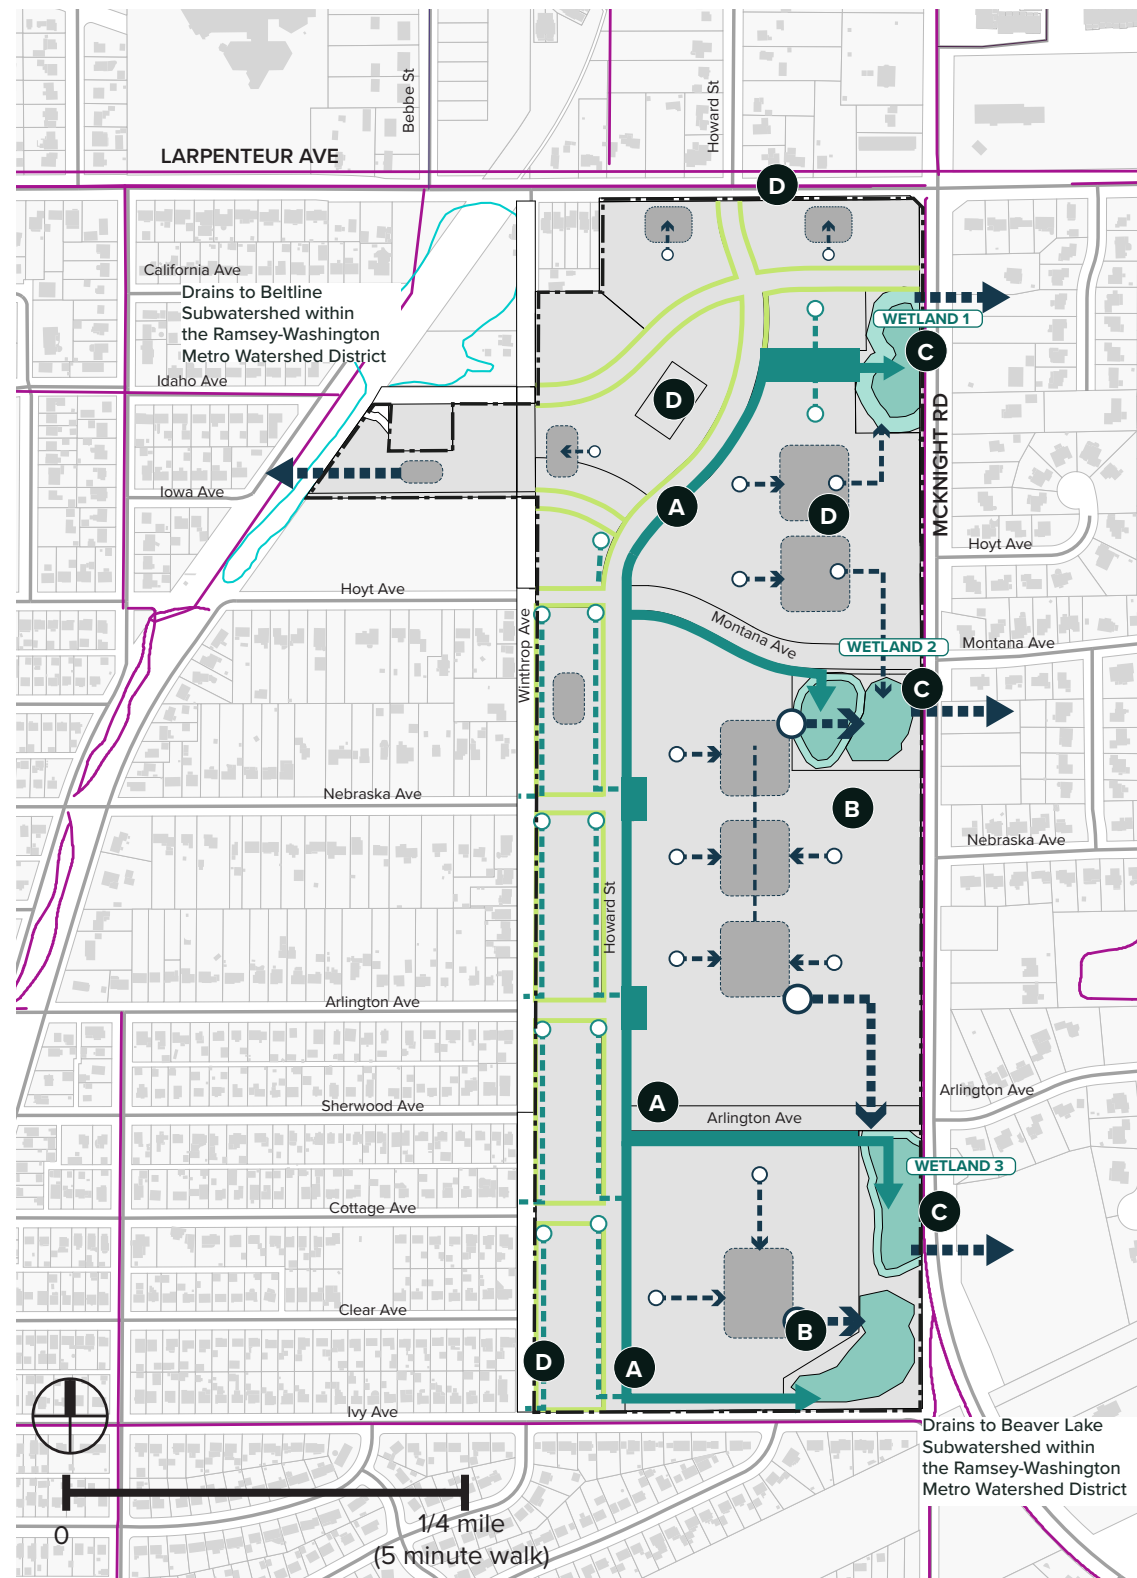 Bebbe St
Howard St
LARPENTEUR AVE
D
California Ave
Drains to Beltline
Subwatershed within
the Ramsey-Washington
Metro Watershed District
WETLAND 1
C
Idaho Ave
D
MCKNIGHT RD
Iowa Ave
A
D
Hoyt Ave
Hoyt Ave
Winthrop Ave
Montana Ave
WETLAND 2
Montana Ave
C
Nebraska Ave
B
Nebraska Ave
Howard St
Arlington Ave
Arlington Ave
A
Sherwood Ave
Arlington Ave
WETLAND 3
Cottage Ave
C
Clear Ave
B
D
A
Ivy Ave
Drains to Beaver Lake
Subwatershed within
the Ramsey-Washington
Metro Watershed District
0
1/4 mile
(5 minute walk)